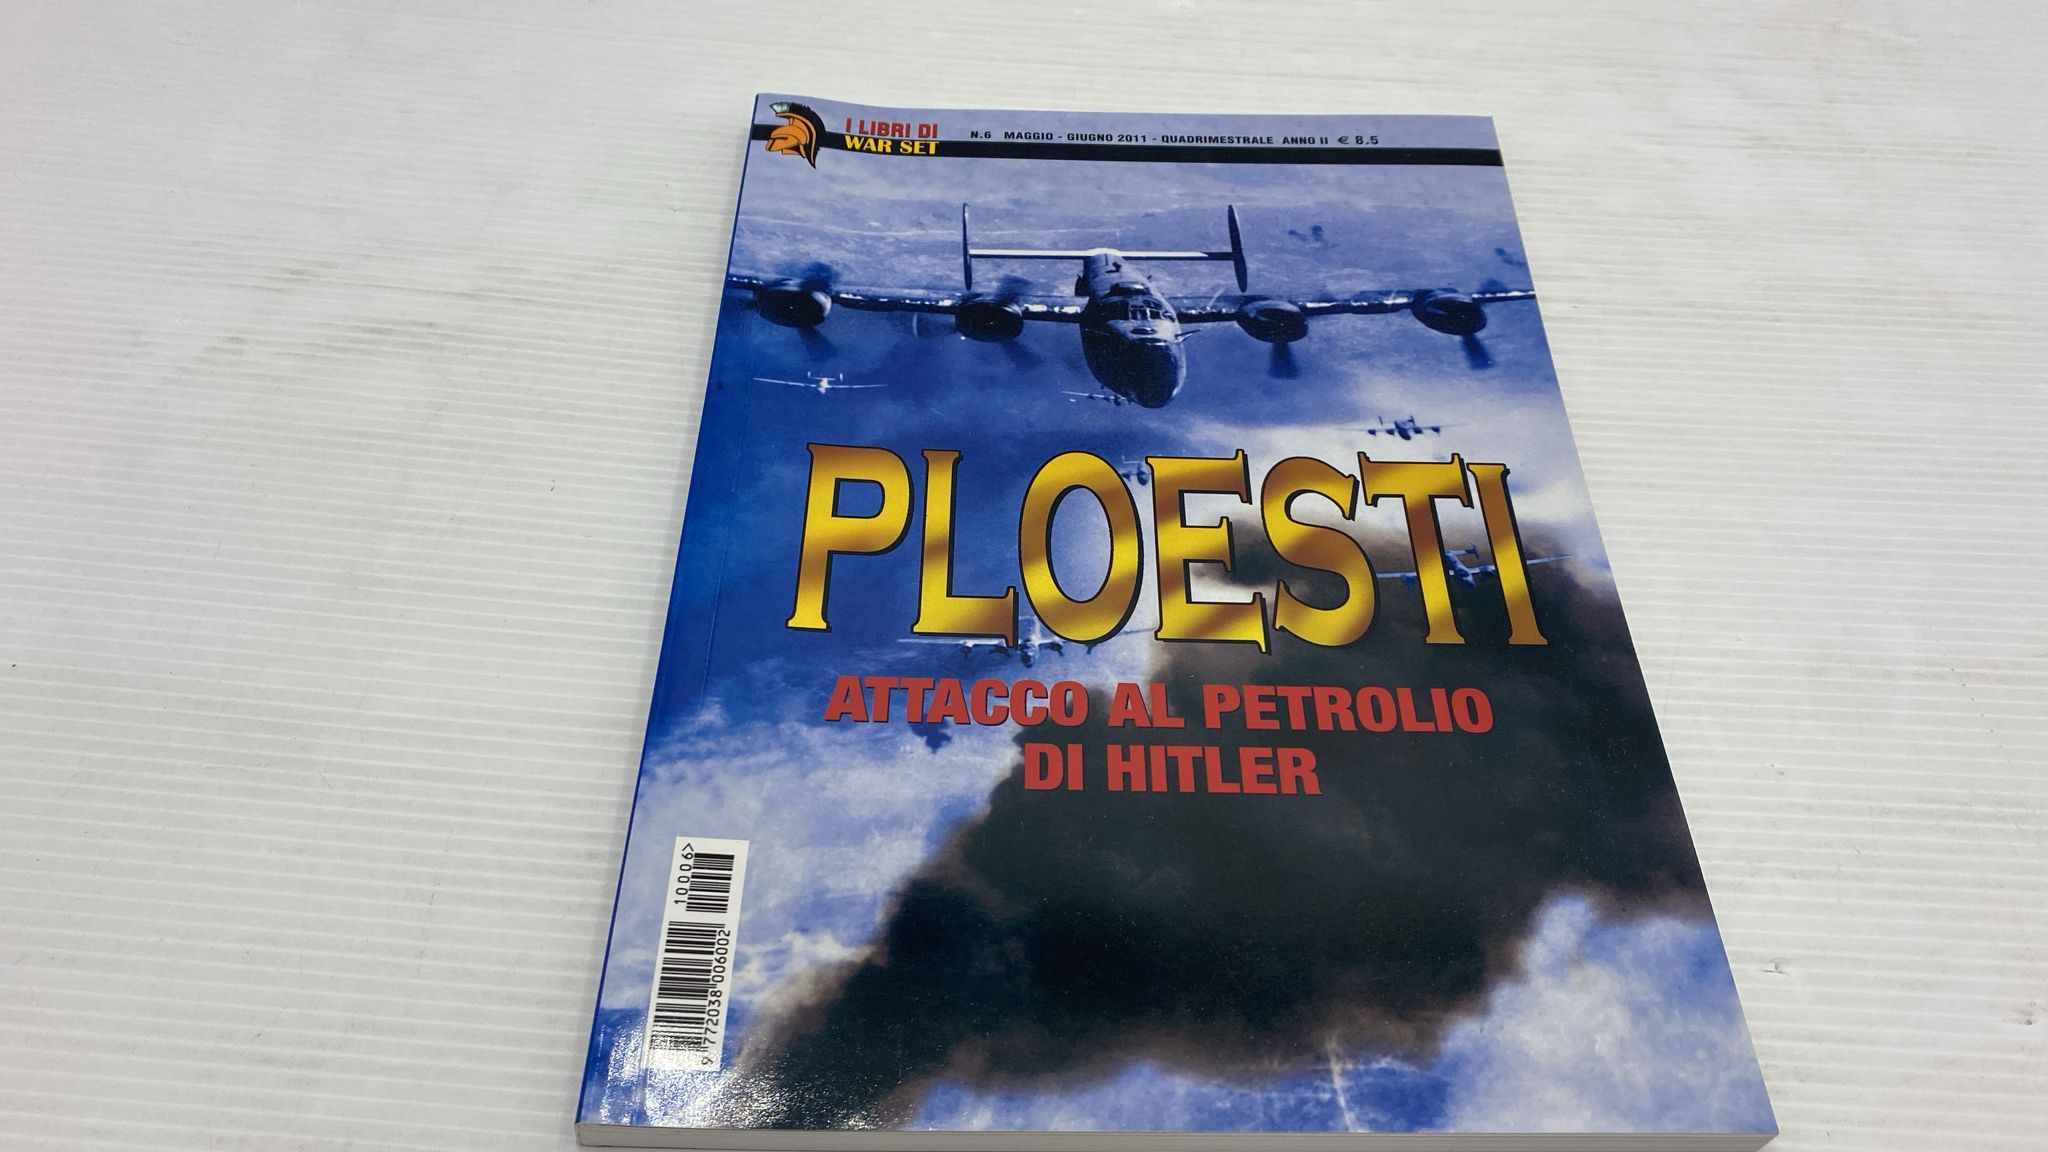 I LIBRI DI
WAR SET
N.6 MAGGIO - GIUGNO 2011 - QUADRIMESTRALE ANNO II € 8.5
PLOESTI
ATTACCO AL PETROLIO
DI HITLER
10006>
9 772038 006002